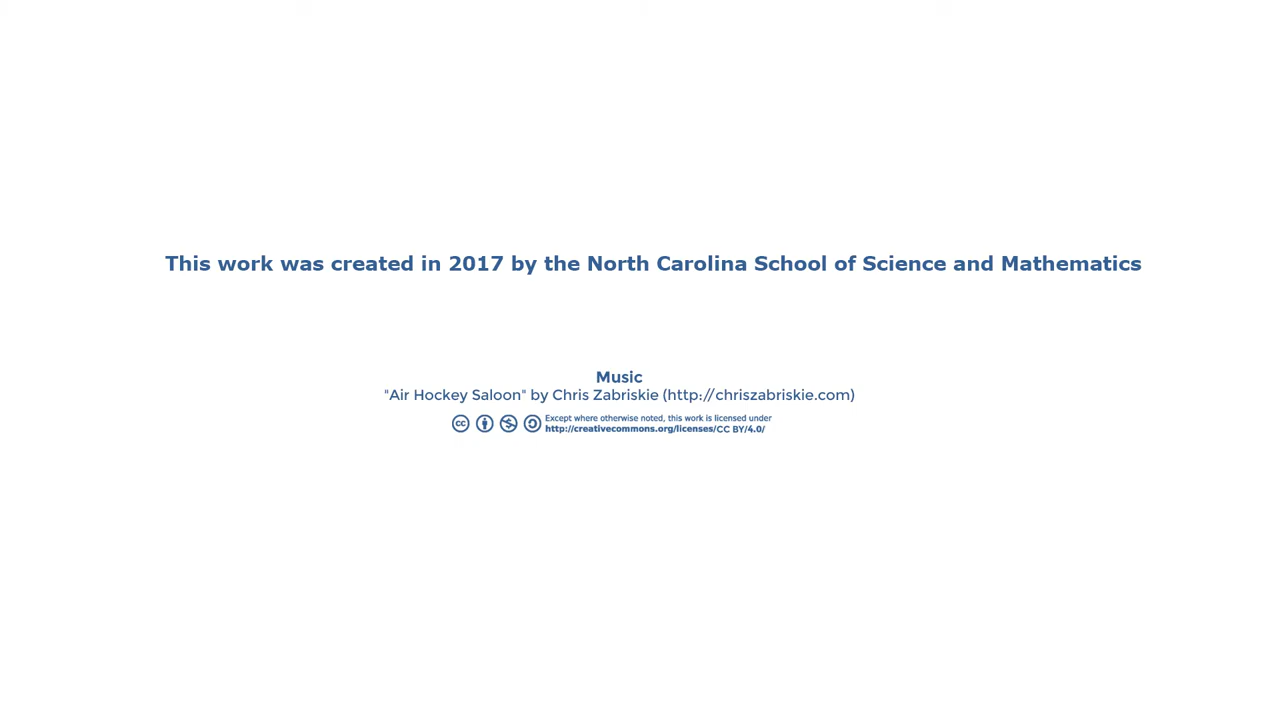 This work was created in 2017 by the North Carolina School of Science and Mathematics
Music
"Air Hockey Saloon" by Chris Zabriskie (http://chriszabriskie.com)
Except where otherwise noted, this work is licensed under
http://creativecommons.org/licenses/CC BY/4.0/